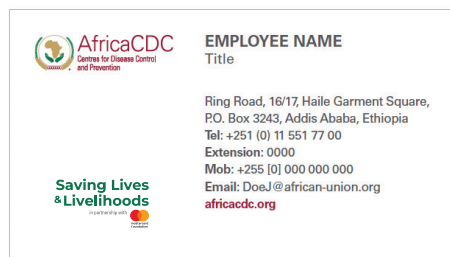 AfricaCDC
Centres for Disease Control
and Prevention
EMPLOYEE NAME
Title
Ring Road, 16/17, Haile Garment Square,
P.O. Box 3243, Addis Ababa, Ethiopia
Tel: +251 (0) 11 551 77 00
Extension: 0000
Mob: +255 [0] 000 000 000
Email: DoeJ@african-union.org
africacdc.org
Saving Lives
& Livelihoods
in partnership with
mastercard
foundation